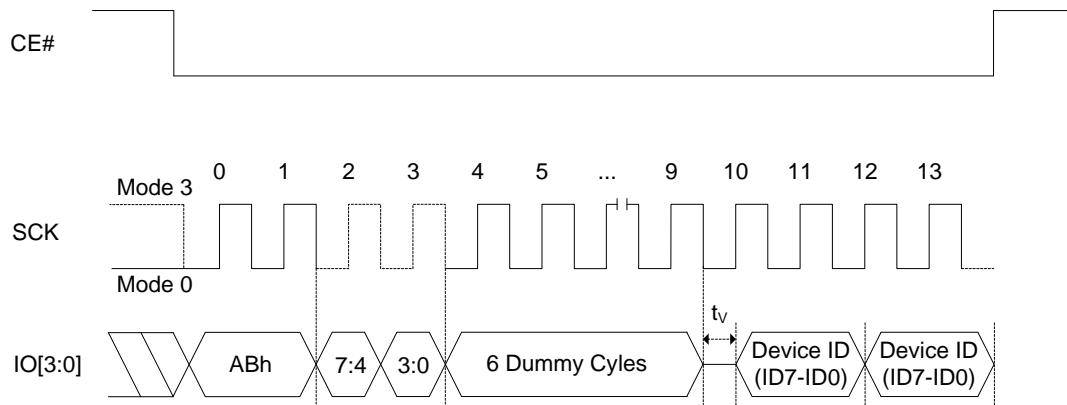 CE#
0 1 2 3 4 5 ... 9 10 11 12 13
Mode 3
SCK
Mode 0
tV
IO[3:0]
ABh
7:4
3:0
6 Dummy Cyles
Device ID
(ID7-ID0)
Device ID
(ID7-ID0)